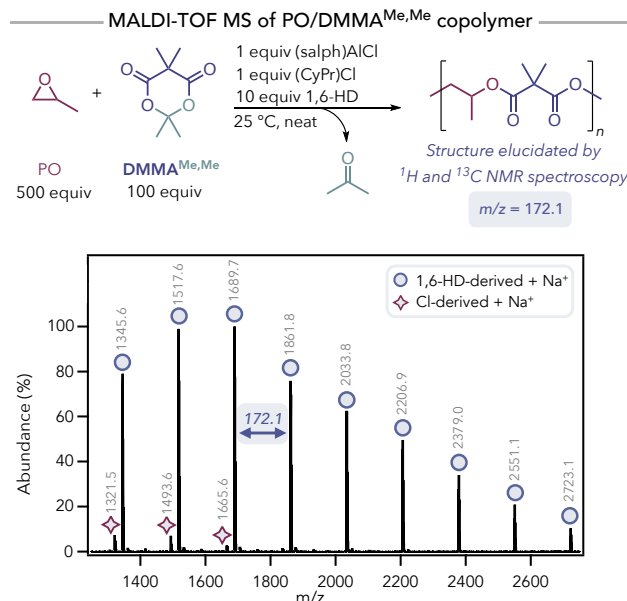 MALDI-TOF MS of PO/DMMA^Me,Me copolymer
1 equiv (salph)AlCl
1 equiv (CyPr)Cl
10 equiv 1,6-HD
25 °C, neat
O
+
O
O
O
O
O
O
O
O
O
n
PO
500 equiv
DMMA^Me,Me
100 equiv
Structure elucidated by
¹H and ¹³C NMR spectroscopy
m/z = 172.1
1,6-HD-derived + Na⁺
Cl-derived + Na⁺
1321.5
1345.6
1493.6
1517.6
1665.6
1689.7
1861.8
2033.8
2206.9
2379.0
2551.1
2723.1
172.1
Abundance (%)
100
80
60
40
20
0
1400
1600
1800
2000
2200
2400
2600
m/z